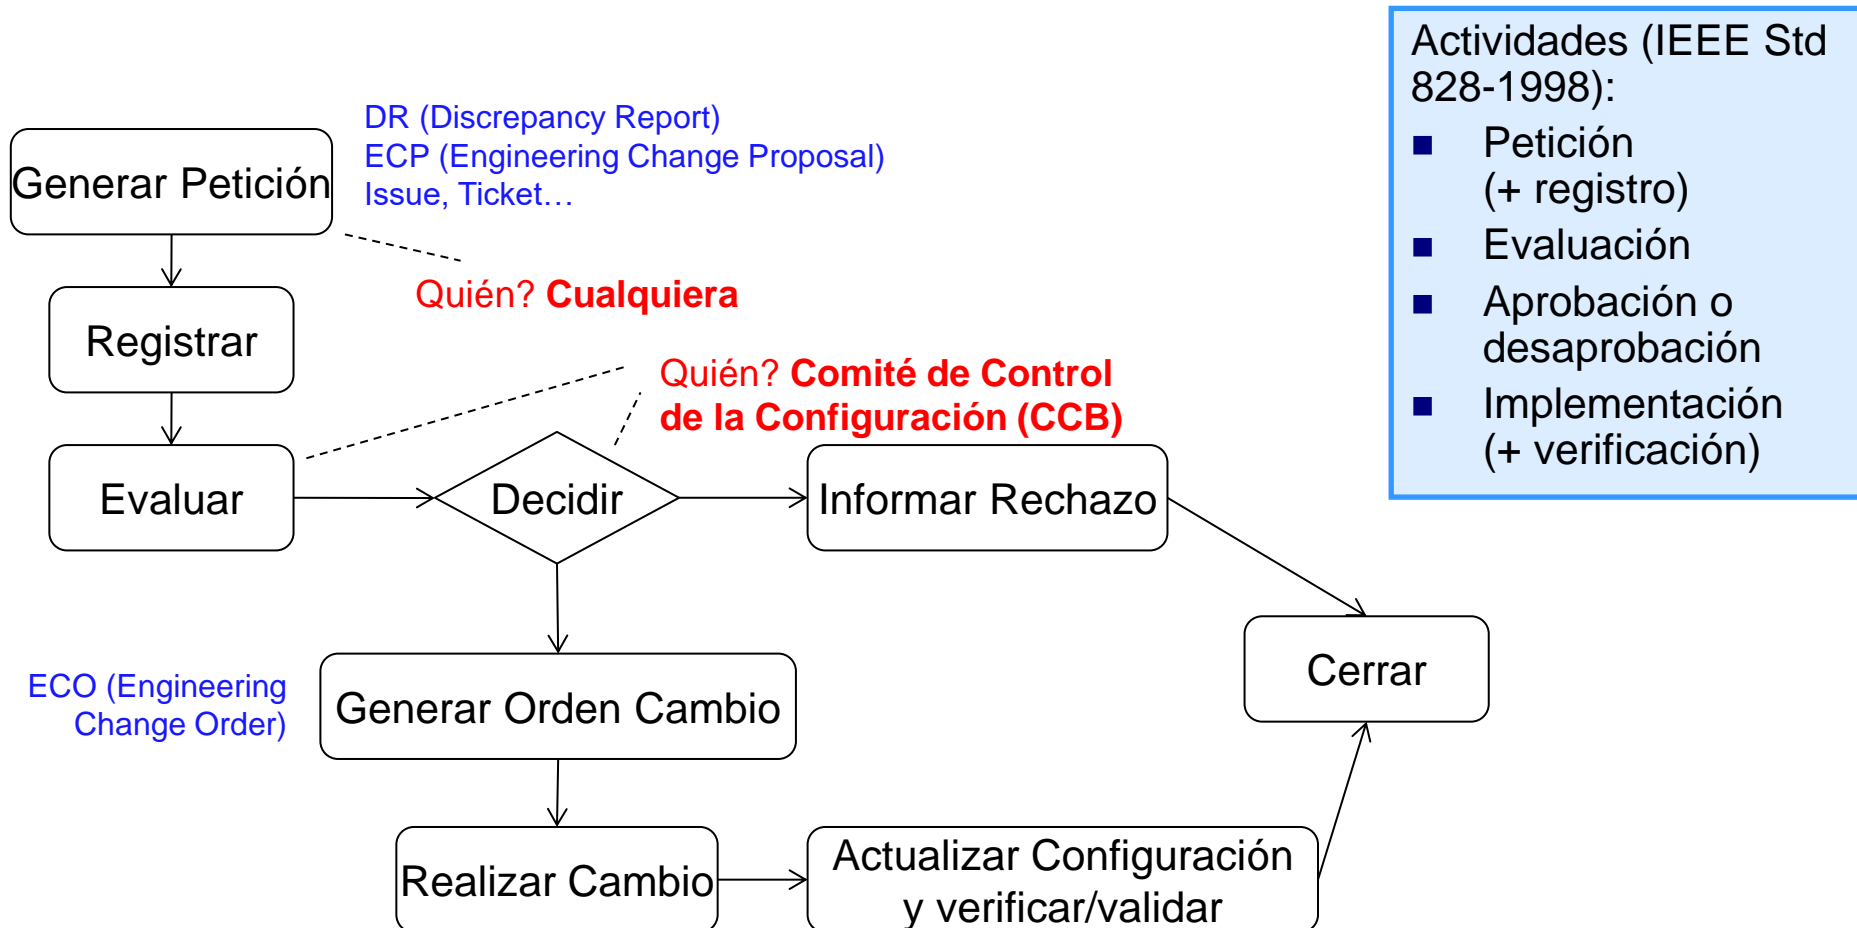 Generar Petición
DR (Discrepancy Report)
ECP (Engineering Change Proposal)
Issue, Ticket…
Quién? Cualquiera
Registrar
Quién? Comité de Control
de la Configuración (CCB)
Evaluar
Decidir
Informar Rechazo
ECO (Engineering
Change Order)
Generar Orden Cambio
Cerrar
Realizar Cambio
Actualizar Configuración
y verificar/validar
Actividades (IEEE Std
828-1998):
■ Petición
(+ registro)
■ Evaluación
■ Aprobación o
desaprobación
■ Implementación
(+ verificación)